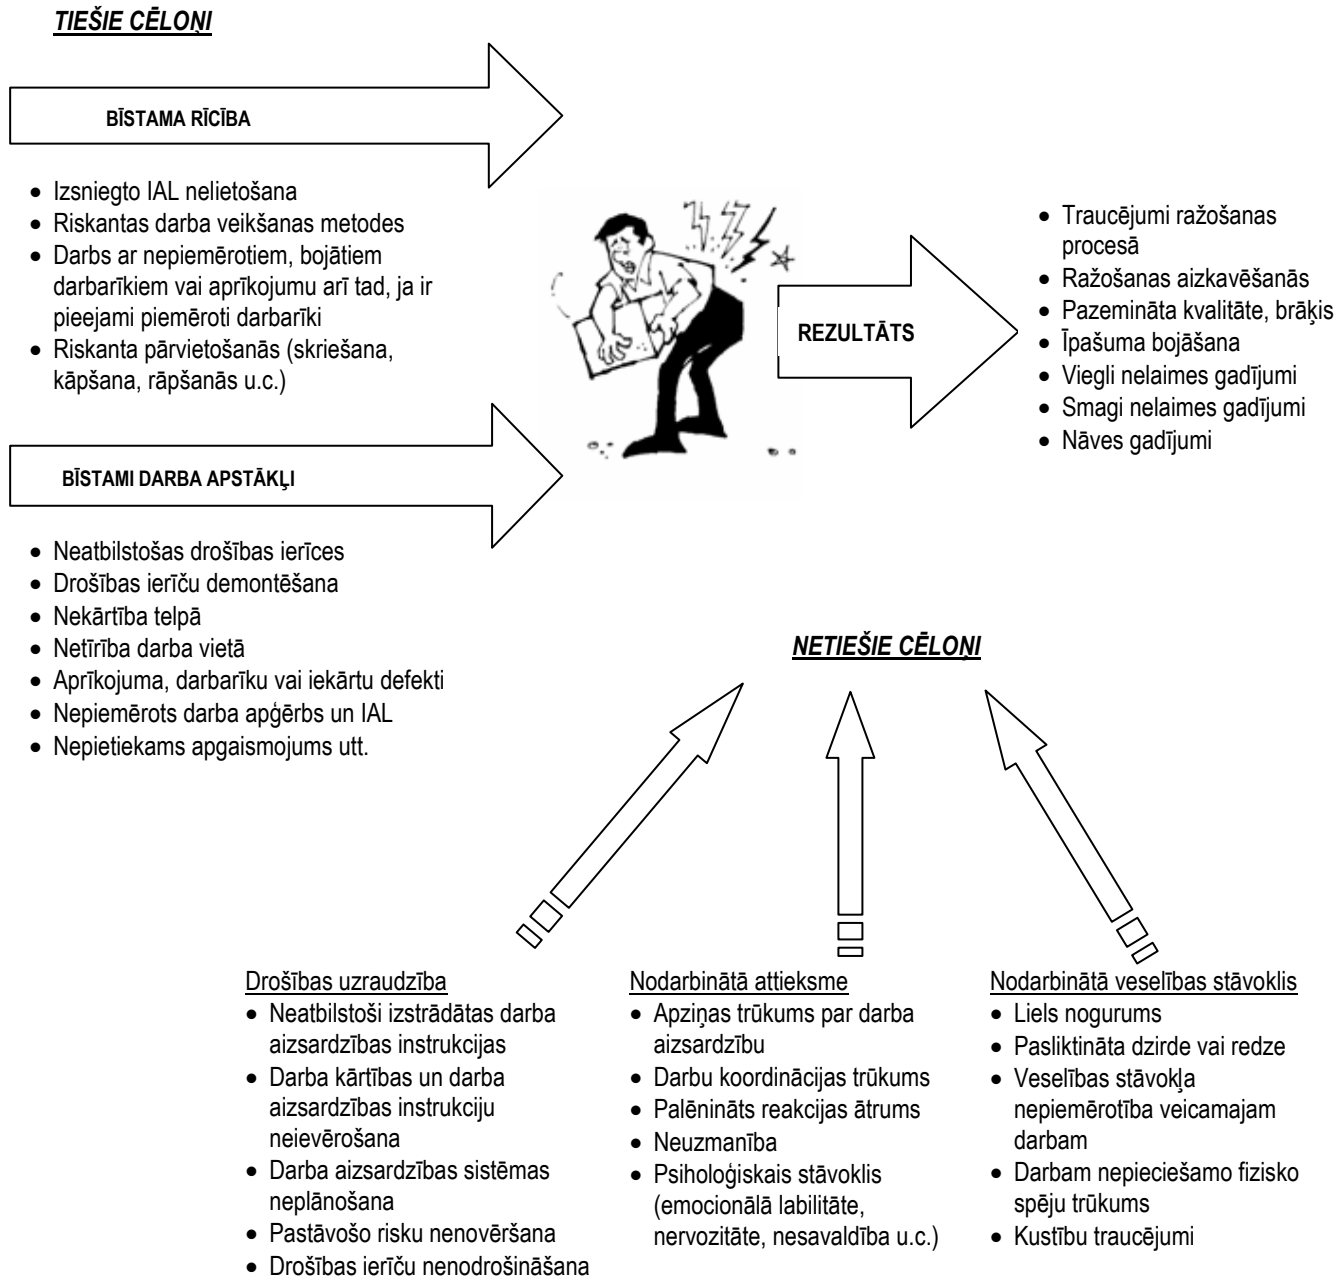 TIEŠIE CĒLOŅI
BĪSTAMA RĪCĪBA
• Izsniegto IAL nelietošana
• Riskantas darba veikšanas metodes
• Darbs ar nepiemērotiem, bojātiem
darbarīkiem vai aprīkojumu arī tad, ja ir
pieejami piemēroti darbarīki
• Riskanta pārvietošanās (skriešana,
kāpšana, rāpšanās u.c.)
BĪSTAMI DARBA APSTĀKĻI
• Neatbilstošas drošības ierīces
• Drošības ierīču demontēšana
• Nekārtība telpā
• Netīrība darba vietā
• Aprīkojuma, darbarīku vai iekārtu defekti
• Nepiemērots darba apģērbs un IAL
• Nepietiekams apgaismojums utt.
REZULTĀTS
• Traucējumi ražošanas
procesā
• Ražošanas aizkavēšanās
• Pazemināta kvalitāte, brāķis
• Īpašuma bojāšana
• Viegli nelaimes gadījumi
• Smagi nelaimes gadījumi
• Nāves gadījumi
NETIEŠIE CĒLOŅI
Drošības uzraudzība
• Neatbilstoši izstrādātas darba
aizsardzības instrukcijas
• Darba kārtības un darba
aizsardzības instrukciju
neievērošana
• Darba aizsardzības sistēmas
neplānošana
• Pastāvošo risku nenovēršana
• Drošības ierīču nenodrošināšana
Nodarbinātā attieksme
• Apziņas trūkums par darba
aizsardzību
• Darbu koordinācijas trūkums
• Palēnināts reakcijas ātrums
• Neuzmanība
• Psiholoģiskais stāvoklis
(emocionālā labilitāte,
nervozitāte, nesavaldība u.c.)
Nodarbinātā veselības stāvoklis
• Liels nogurums
• Pasliktināta dzirde vai redze
• Veselības stāvokļa
nepiemērotība veicamajam
darbam
• Darbam nepieciešamo fizisko
spēju trūkums
• Kustību traucējumi